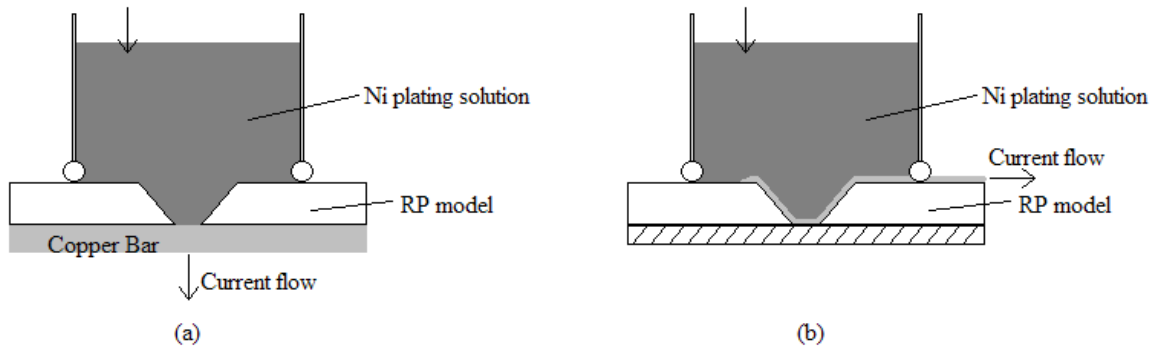 Ni plating solution
RP model
Copper Bar
Current flow
(a)
Ni plating solution
Current flow
RP model
(b)